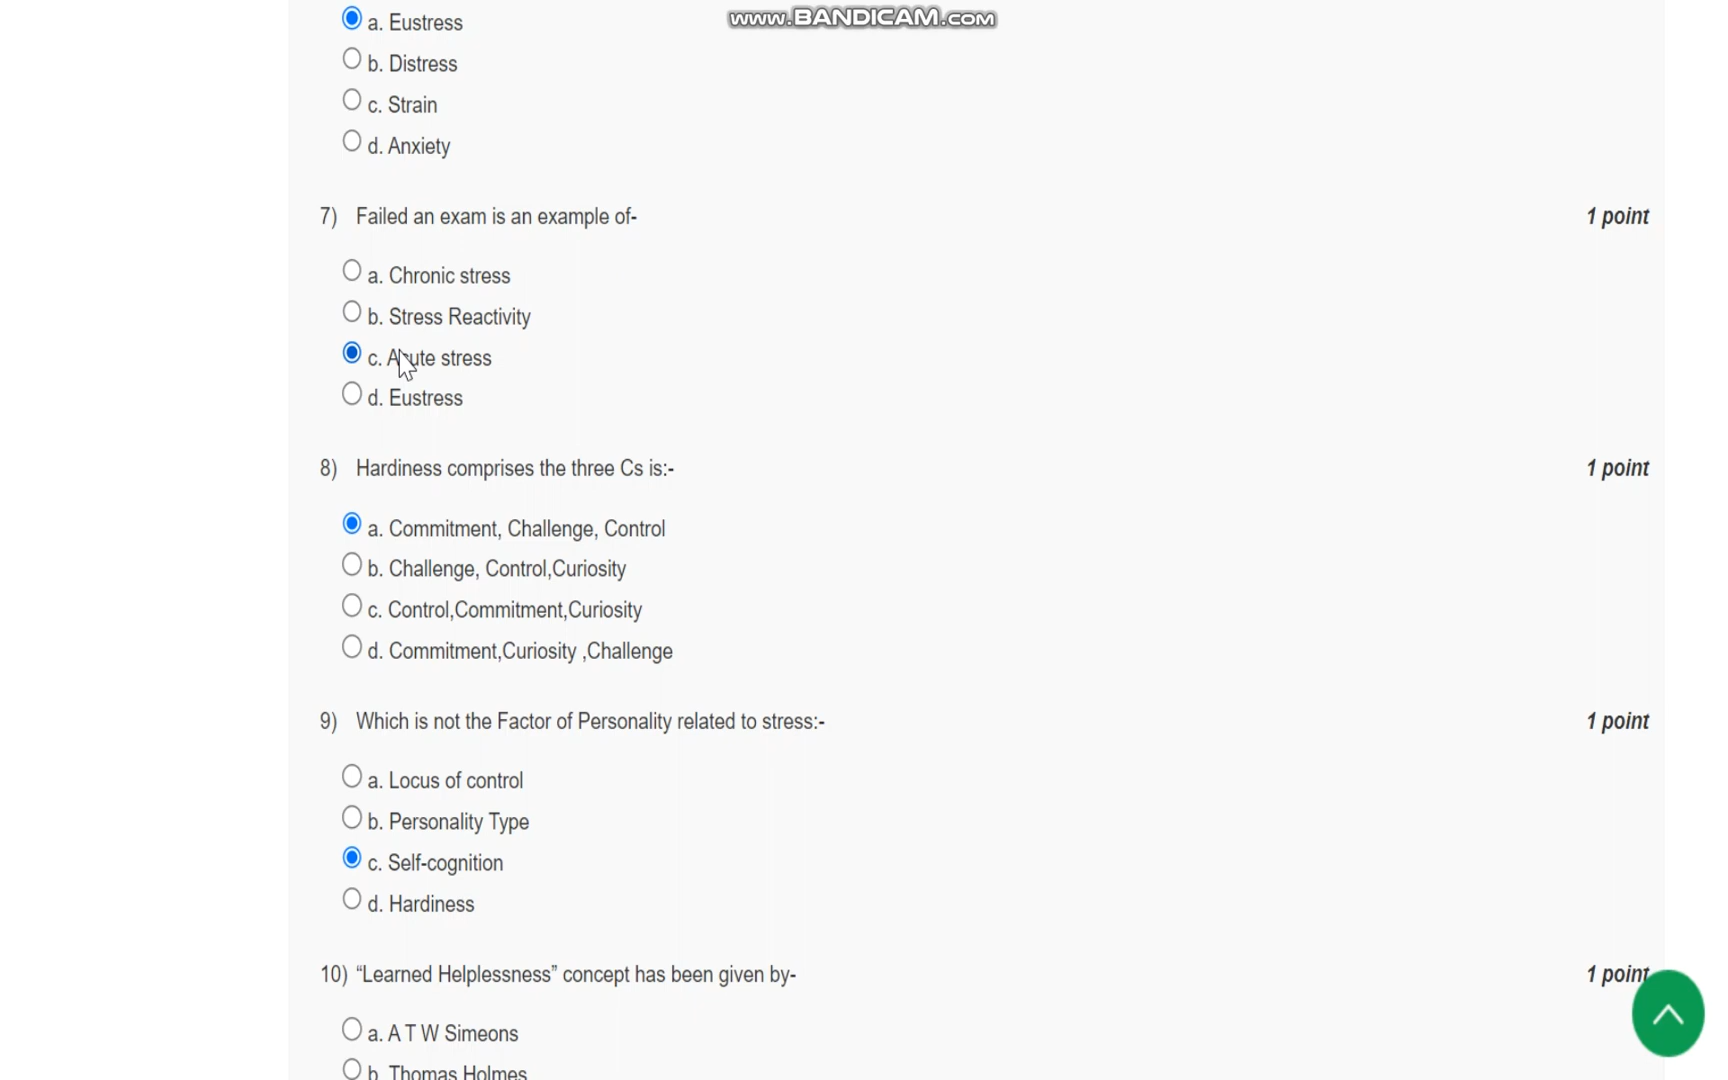 www.BANDICAM.com
a. Eustress
b. Distress
c. Strain
d. Anxiety
7) Failed an exam is an example of- 1 point
a. Chronic stress
b. Stress Reactivity
c. Acute stress
d. Eustress
8) Hardiness comprises the three Cs is:- 1 point
a. Commitment, Challenge, Control
b. Challenge, Control,Curiosity
c. Control,Commitment,Curiosity
d. Commitment,Curiosity ,Challenge
9) Which is not the Factor of Personality related to stress:- 1 point
a. Locus of control
b. Personality Type
c. Self-cognition
d. Hardiness
10) “Learned Helplessness” concept has been given by- 1 point
a. A T W Simeons
b. Thomas Holmes